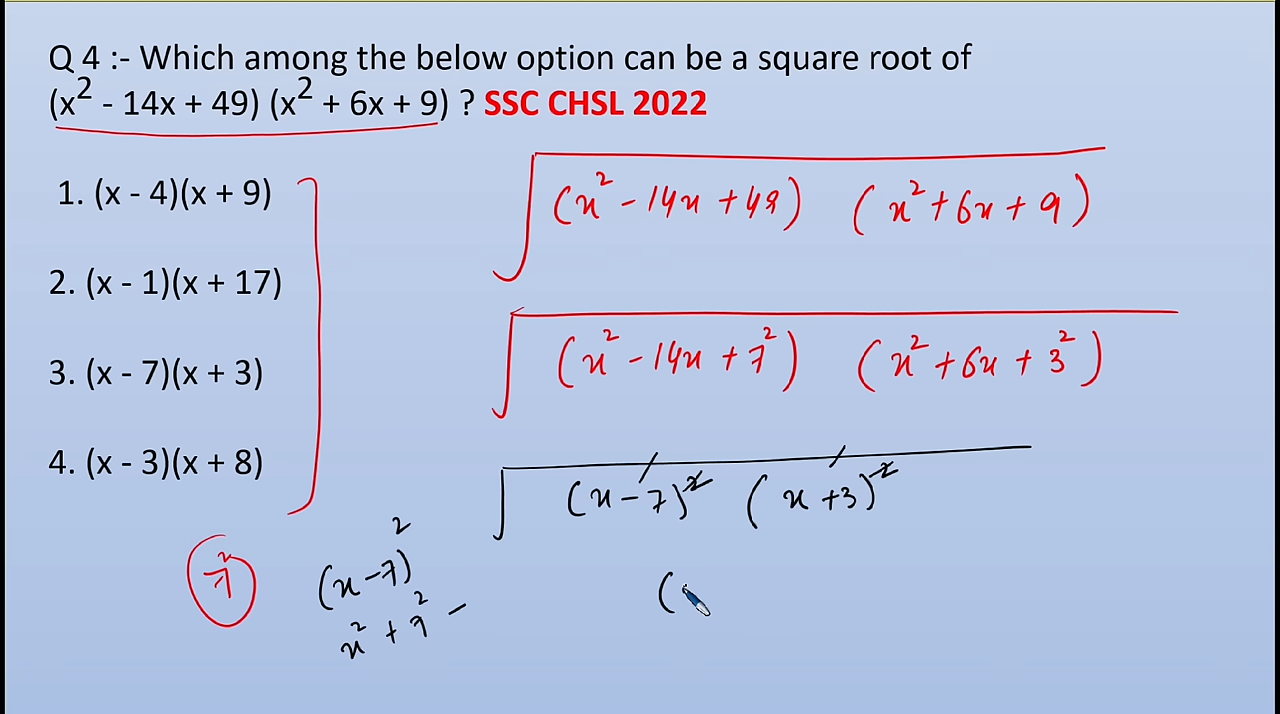 Q 4 :- Which among the below option can be a square root of
(x² - 14x + 49) (x² + 6x + 9) ? SSC CHSL 2022
1. (x - 4)(x + 9)
2. (x - 1)(x + 17)
3. (x - 7)(x + 3)
4. (x - 3)(x + 8)
√(x² - 14x + 49) (x² + 6x + 9)
√(x² - 14x + 7²) (x² + 6x + 3²)
√(x - 7)² (x + 3)²
7²
(x - 7)²
x² + 7² -
(